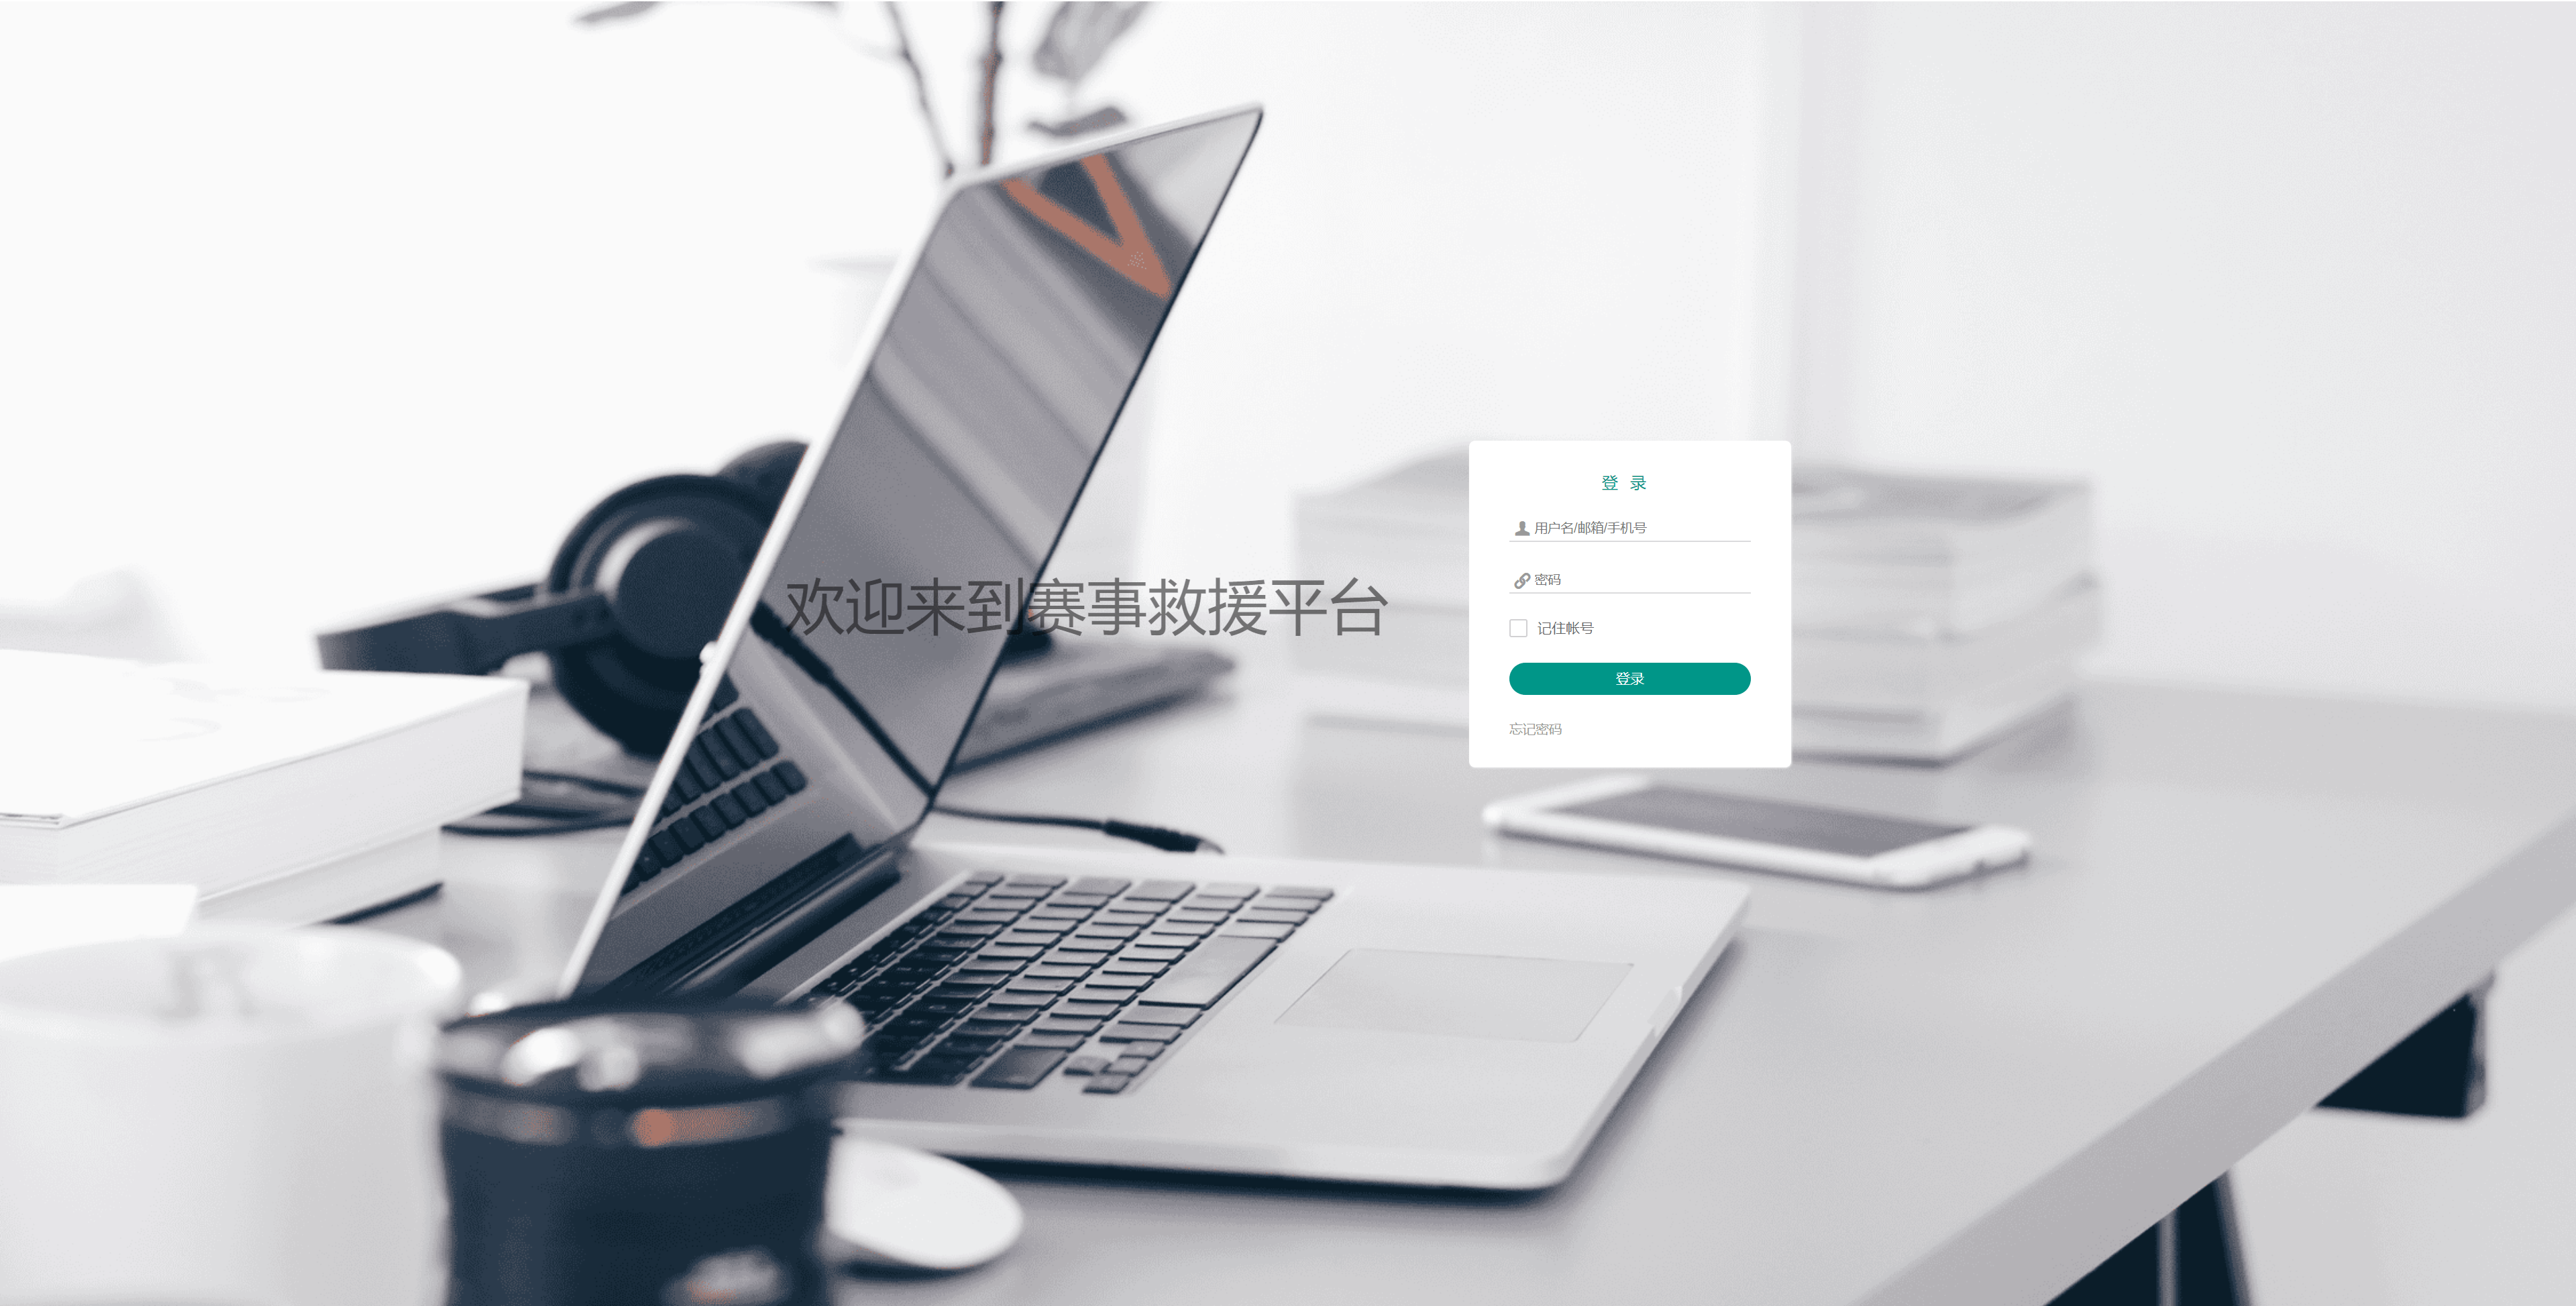 欢迎来到赛事救援平台
登 录
用户名/邮箱/手机号
密码
记住帐号
登录
忘记密码